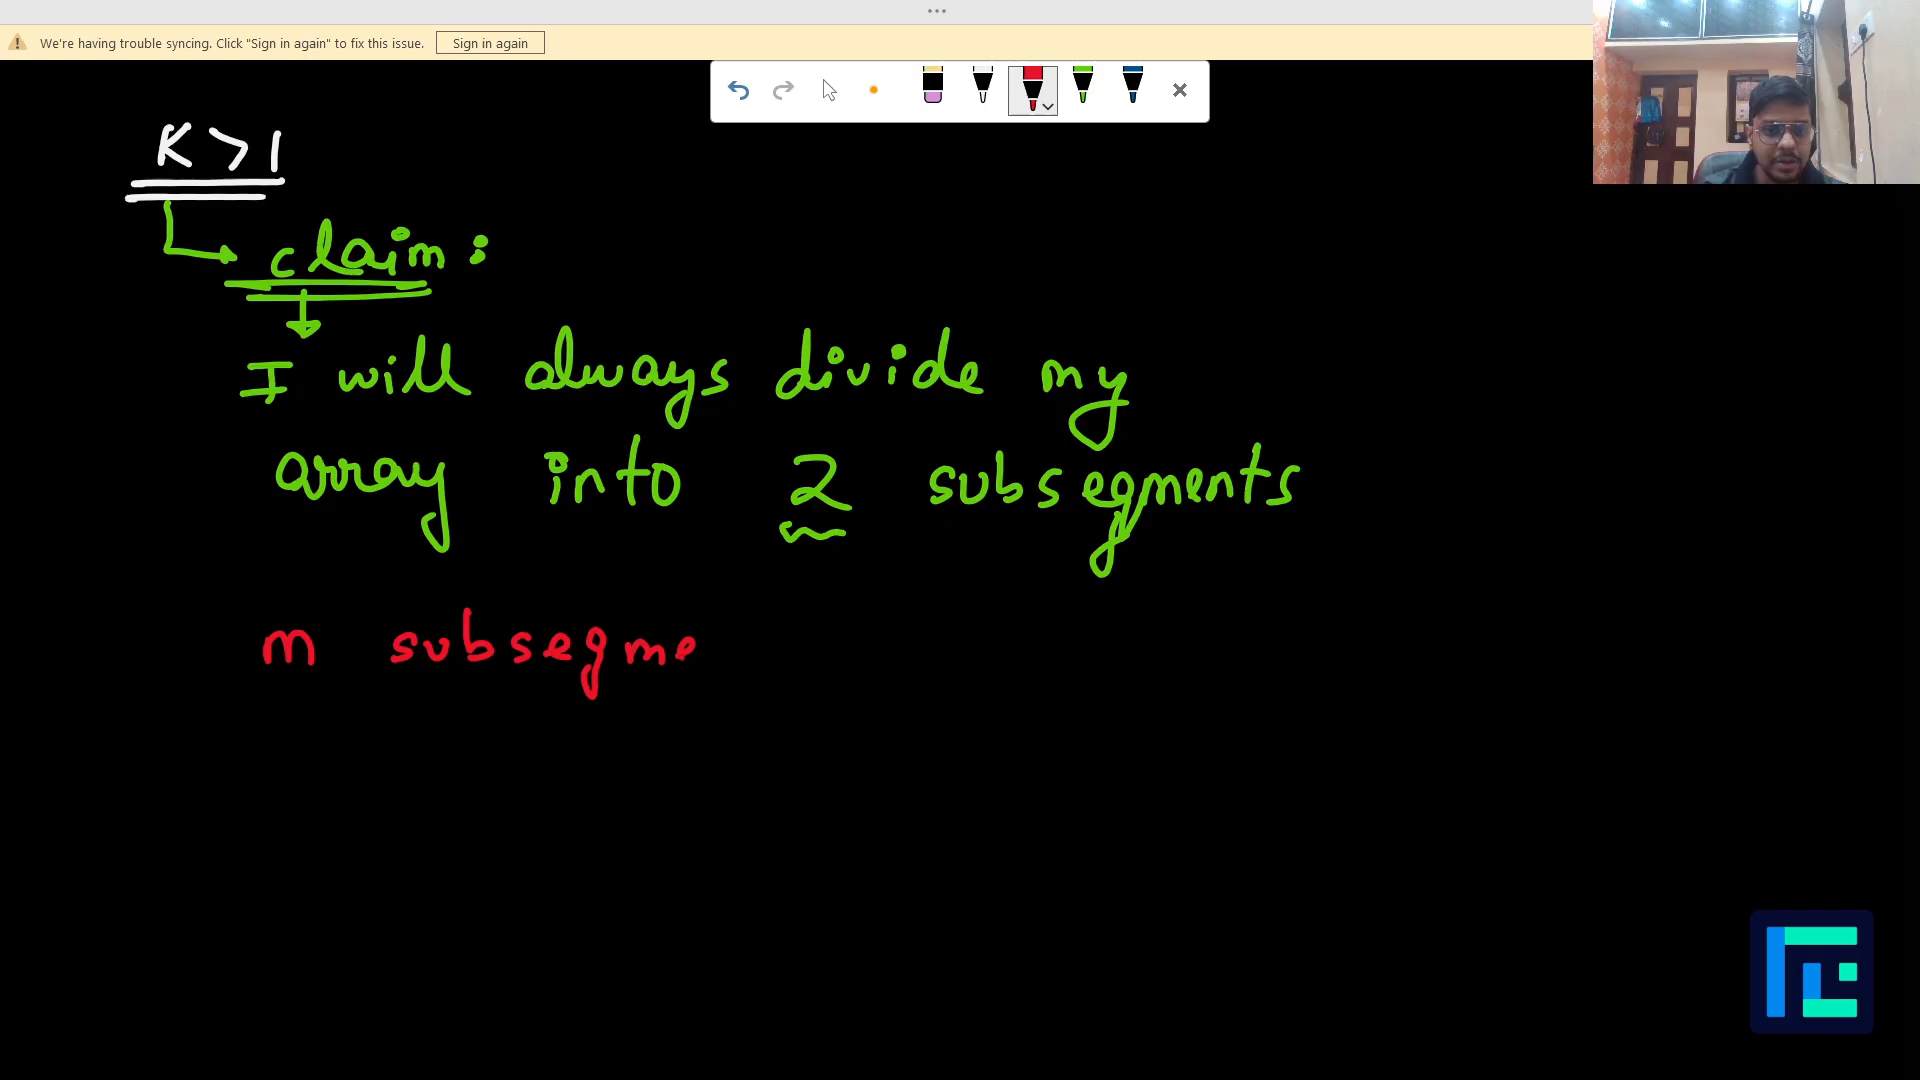 We're having trouble syncing. Click "Sign in again" to fix this issue. Sign in again
K > 1
claim:
I will always divide my
array into 2 subsegments
m subsegme